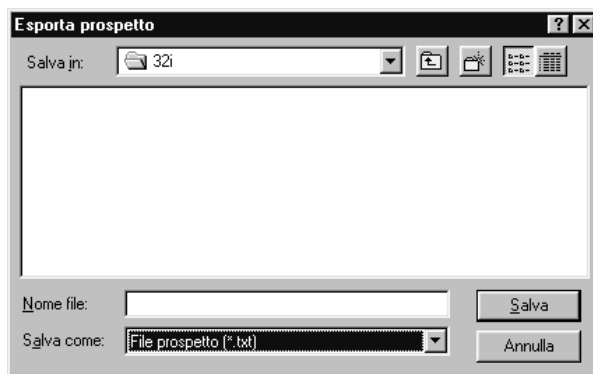 Esporta prospetto
Salva in: 32i
Nome file: Salva
Salva come: File prospetto (*.txt) Annulla